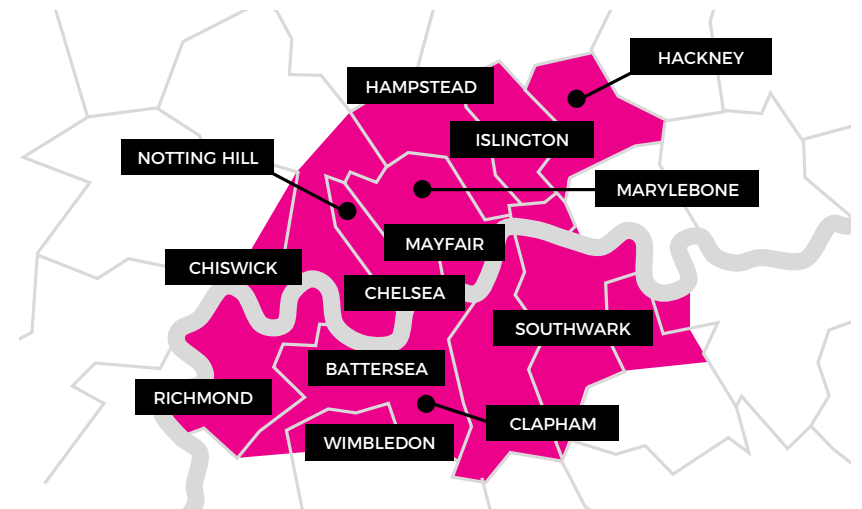 HACKNEY
HAMPSTEAD
ISLINGTON
NOTTING HILL
MARYLEBONE
MAYFAIR
CHISWICK
CHELSEA
SOUTHWARK
BATTERSEA
RICHMOND
CLAPHAM
WIMBLEDON